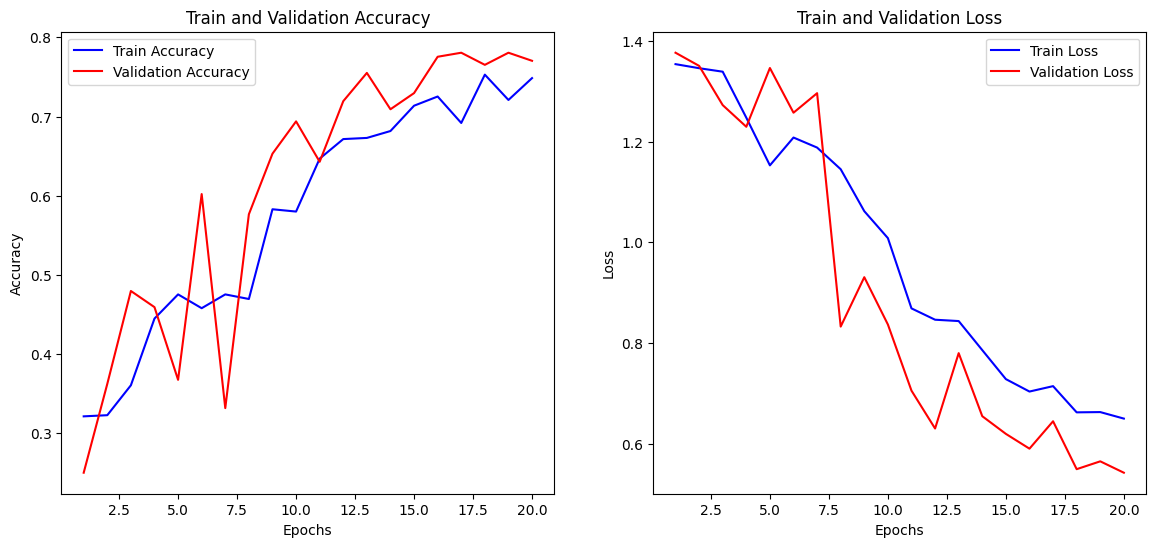 Train and Validation Accuracy
Train Accuracy
Validation Accuracy
0.8
0.7
0.6
0.5
0.4
0.3
Accuracy
2.5 5.0 7.5 10.0 12.5 15.0 17.5 20.0
Epochs
Train and Validation Loss
Train Loss
Validation Loss
1.4
1.2
1.0
0.8
0.6
Loss
2.5 5.0 7.5 10.0 12.5 15.0 17.5 20.0
Epochs